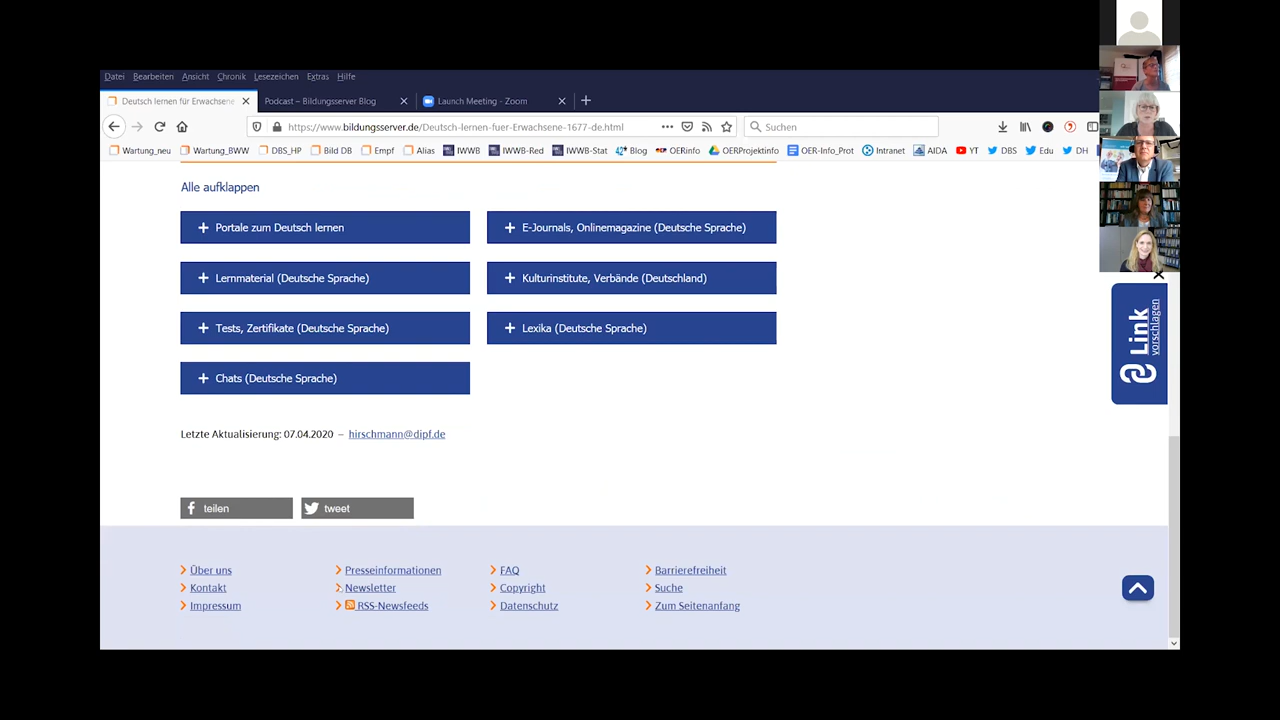 Datei Bearbeiten Ansicht Chronik Lesezeichen Extras Hilfe
Deutsch lernen für Erwachsene
Podcast – Bildungsserver Blog
Launch Meeting - Zoom
https://www.bildungsserver.de/Deutsch-lernen-fuer-Erwachsene-1677-de.html
Suchen
Wartung_neu Wartung_BWW DBS_HP Bild DB Empf Alias IWWB IWWB-Red IWWB-Stat Blog OERinfo OERProjektinfo OER-Info_Prot Intranet AIDA YT DBS Edu DH
Alle aufklappen
Portale zum Deutsch lernen
E-Journals, Onlinemagazine (Deutsche Sprache)
Lernmaterial (Deutsche Sprache)
Kulturinstitute, Verbände (Deutschland)
Tests, Zertifikate (Deutsche Sprache)
Lexika (Deutsche Sprache)
Chats (Deutsche Sprache)
Link
vorschlagen
Letzte Aktualisierung: 07.04.2020 – hirschmann@dipf.de
teilen
tweet
Über uns Presseinformationen FAQ Barrierefreiheit
Kontakt Newsletter Copyright Suche
Impressum RSS-Newsfeeds Datenschutz Zum Seitenanfang